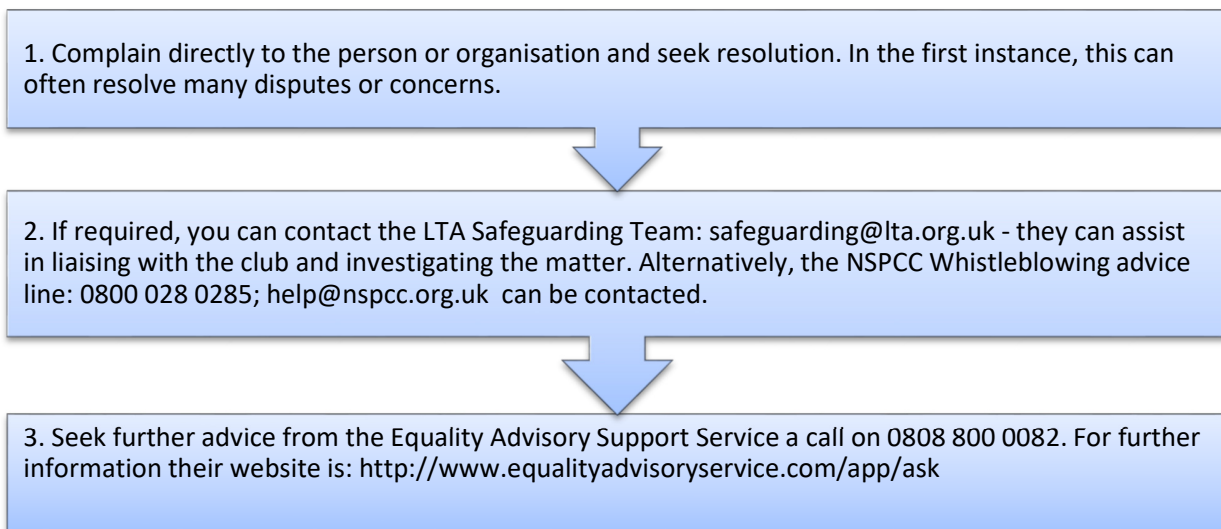 1. Complain directly to the person or organisation and seek resolution. In the first instance, this can
often resolve many disputes or concerns.
2. If required, you can contact the LTA Safeguarding Team: safeguarding@lta.org.uk - they can assist
in liaising with the club and investigating the matter. Alternatively, the NSPCC Whistleblowing advice
line: 0800 028 0285; help@nspcc.org.uk can be contacted.
3. Seek further advice from the Equality Advisory Support Service a call on 0808 800 0082. For further
information their website is: http://www.equalityadvisoryservice.com/app/ask